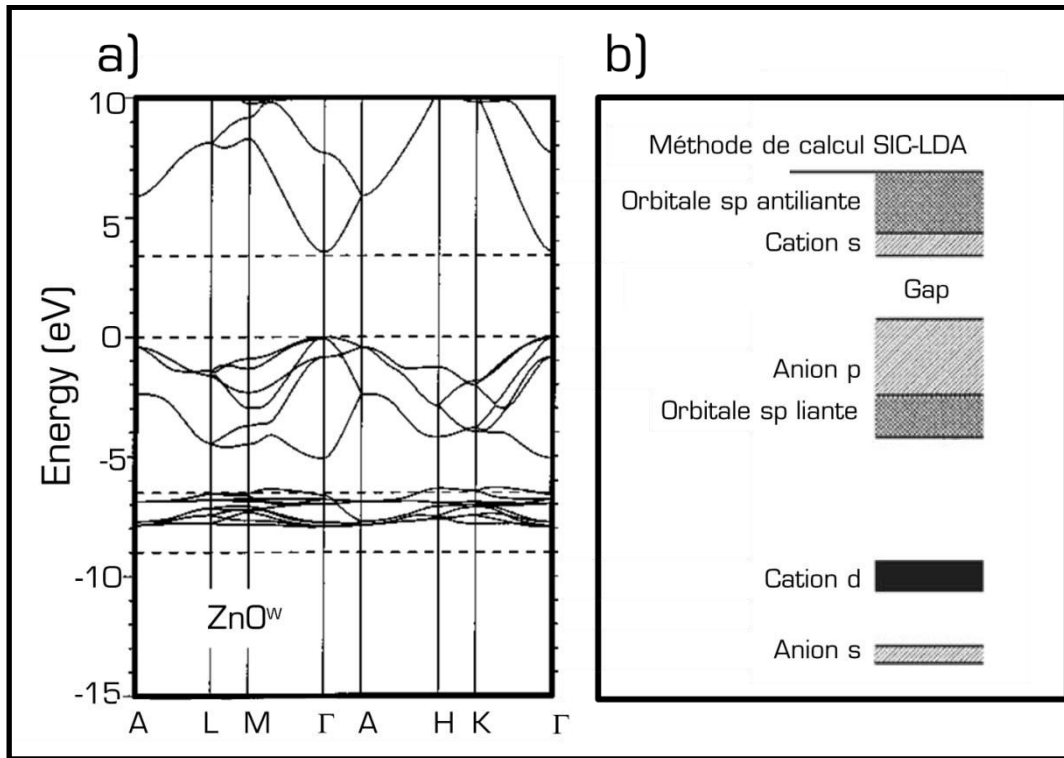 a)
b)
Energy (eV)
10
5
0
-5
-10
-15
ZnOᵂ
A L M Γ A H K Γ
Méthode de calcul SIC-LDA
Orbitale sp antiliante
Cation s
Gap
Anion p
Orbitale sp liante
Cation d
Anion s